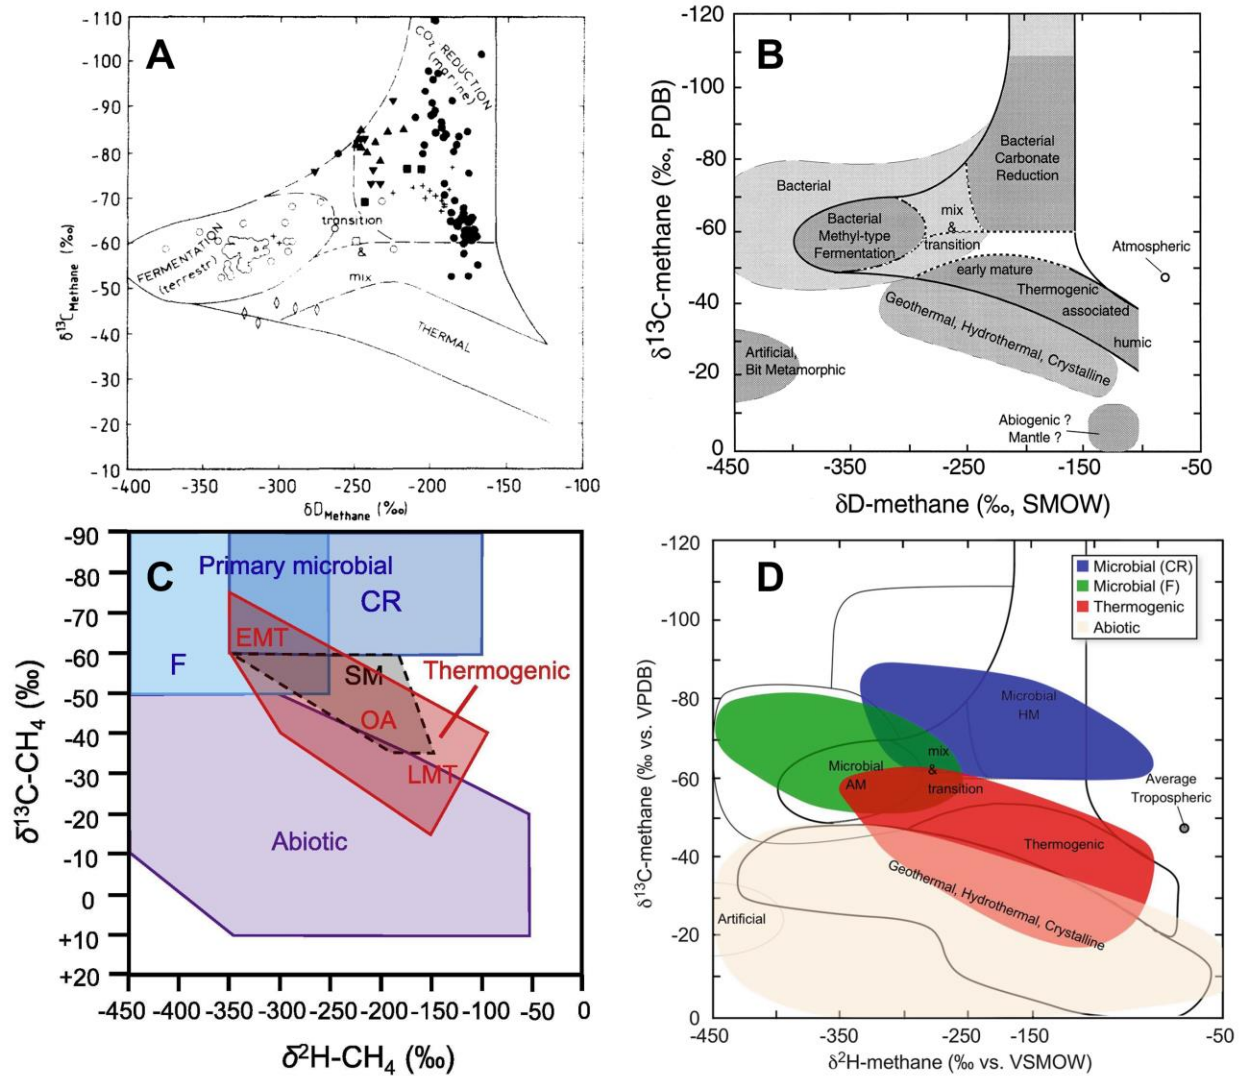 A
-110
-100
-90
-80
-70
-60
-50
-40
-30
-20
-10
-400
-350
-300
-250
-200
-150
-100
δ13CMethane (‰)
δDMethane (‰)
CO2 REDUCTION
(marine)
transition
&
mix
FERMENTATION
(terrestr)
THERMAL
B
-120
-100
-80
-60
-40
-20
0
-450
-350
-250
-150
-50
δ13C-methane (‰, PDB)
δD-methane (‰, SMOW)
Bacterial
Carbonate
Reduction
Bacterial
Bacterial
Methyl-type
Fermentation
mix
&
transition
Atmospheric
early mature
Thermogenic
associated
humic
Geothermal, Hydrothermal, Crystalline
Artificial,
Bit Metamorphic
Abiogenic ?
Mantle ?
C
-90
-80
-70
-60
-50
-40
-30
-20
-10
0
+10
+20
-450
-400
-350
-300
-250
-200
-150
-100
-50
0
δ13C-CH4 (‰)
δ2H-CH4 (‰)
Primary microbial
CR
F
EMT
SM
Thermogenic
OA
LMT
Abiotic
D
-120
-100
-80
-60
-40
-20
0
-450
-350
-250
-150
-50
δ13C-methane (‰ vs. VPDB)
δ2H-methane (‰ vs. VSMOW)
Microbial (CR)
Microbial (F)
Thermogenic
Abiotic
Microbial
HM
Microbial
AM
mix
&
transition
Average
Tropospheric
Thermogenic
Geothermal, Hydrothermal, Crystalline
Artificial